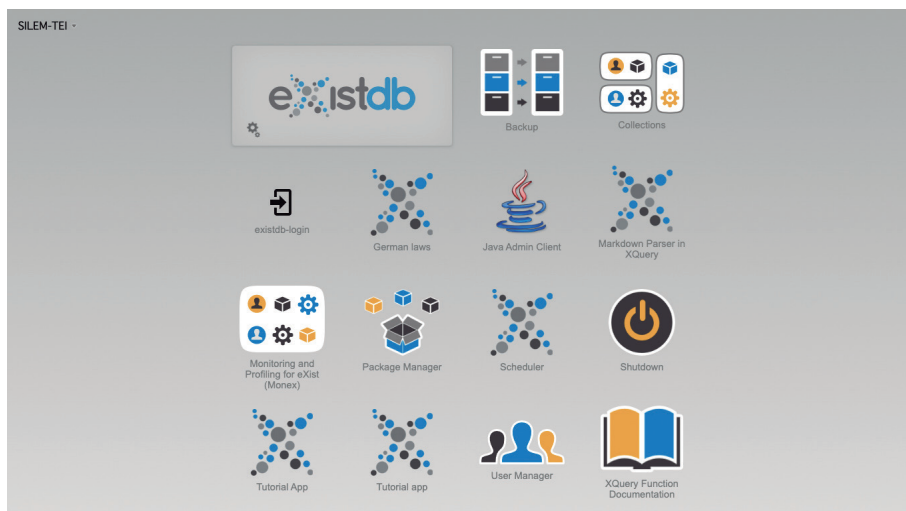 SILEM-TEI
eXistdb
Backup
Collections
existdb-login
German laws
Java Admin Client
Markdown Parser in
XQuery
Monitoring and
Profiling for eXist
(Monex)
Package Manager
Scheduler
Shutdown
Tutorial App
Tutorial app
User Manager
XQuery Function
Documentation